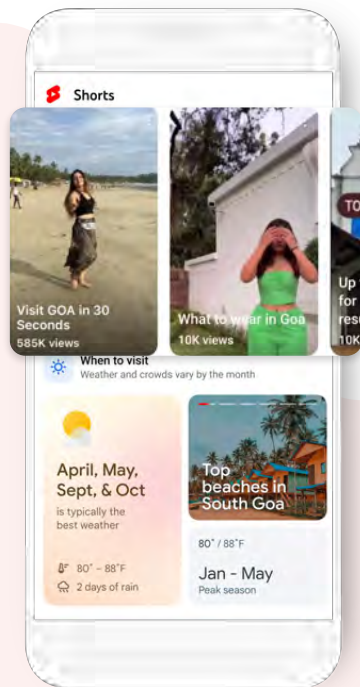 Shorts
Visit GOA in 30
Seconds
585K views
What to wear in Goa
10K views
TO
Up
for
resu
10K
When to visit
Weather and crowds vary by the month
April, May,
Sept, & Oct
is typically the
best weather
80° – 88°F
2 days of rain
Top
beaches in
South Goa
80° / 88°F
Jan - May
Peak season